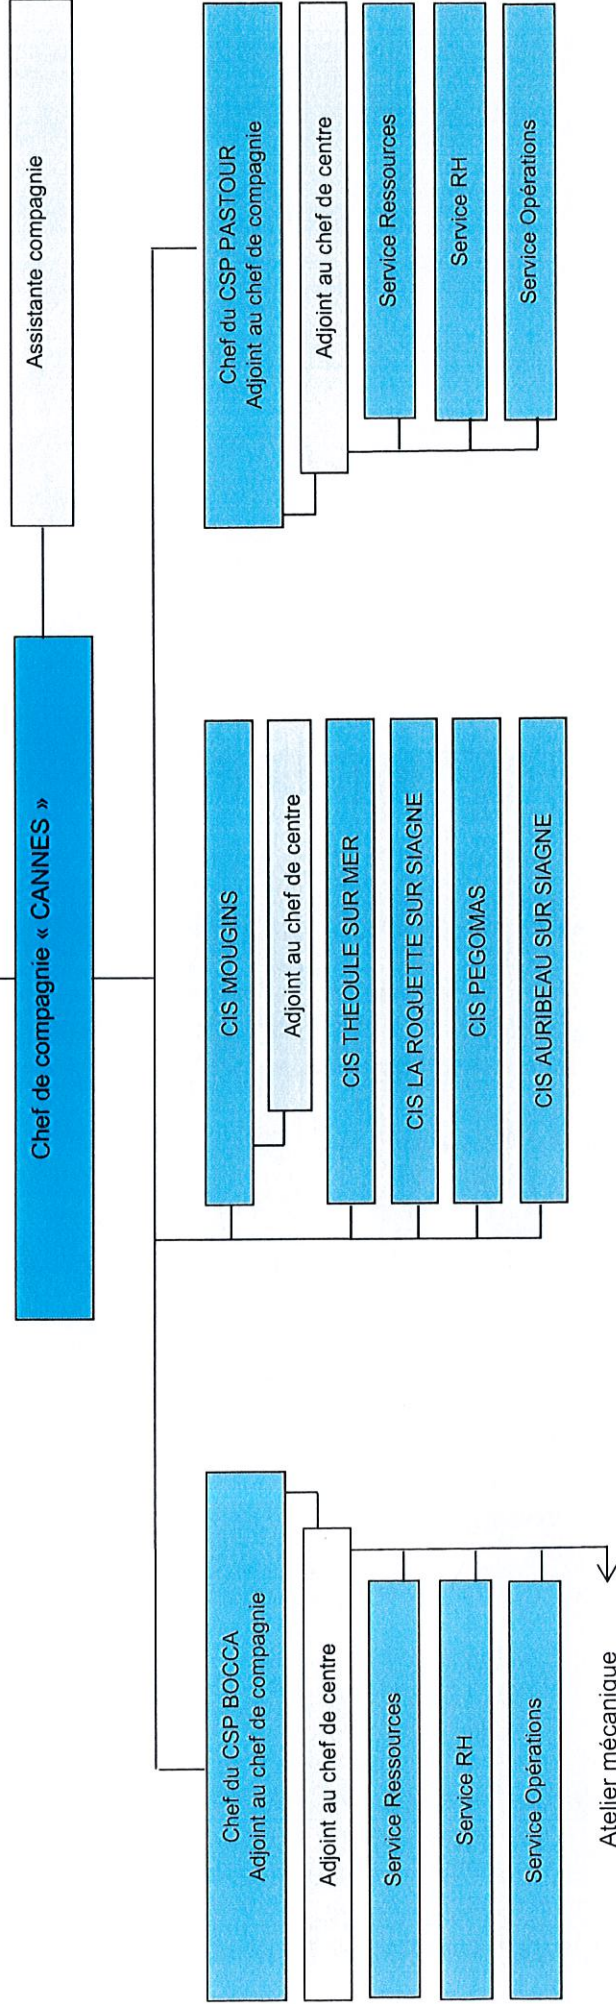 Chef de compagnie « CANNES »
Assistante compagnie
Chef du CSP BOCCA
Adjoint au chef de compagnie
Adjoint au chef de centre
Service Ressources
Service RH
Service Opérations
Atelier mécanique
CIS MOUGINS
Adjoint au chef de centre
CIS THEOULE SUR MER
CIS LA ROQUETTE SUR SIAGNE
CIS PEGOMAS
CIS AURIBEAU SUR SIAGNE
Chef du CSP PASTOUR
Adjoint au chef de compagnie
Adjoint au chef de centre
Service Ressources
Service RH
Service Opérations